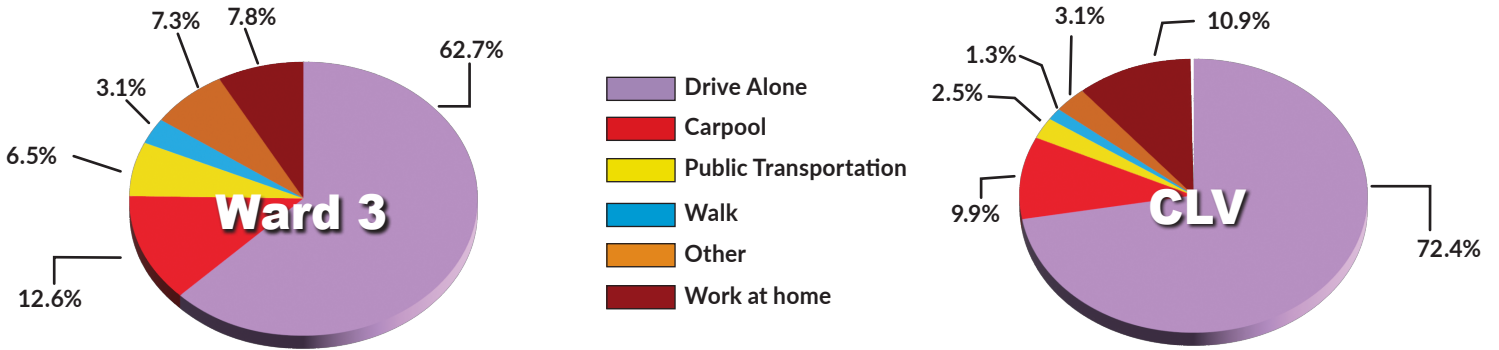 7.3%
7.8%
62.7%
3.1%
6.5%
12.6%
Ward 3
Drive Alone
Carpool
Public Transportation
Walk
Other
Work at home
3.1%
10.9%
1.3%
2.5%
9.9%
72.4%
CLV